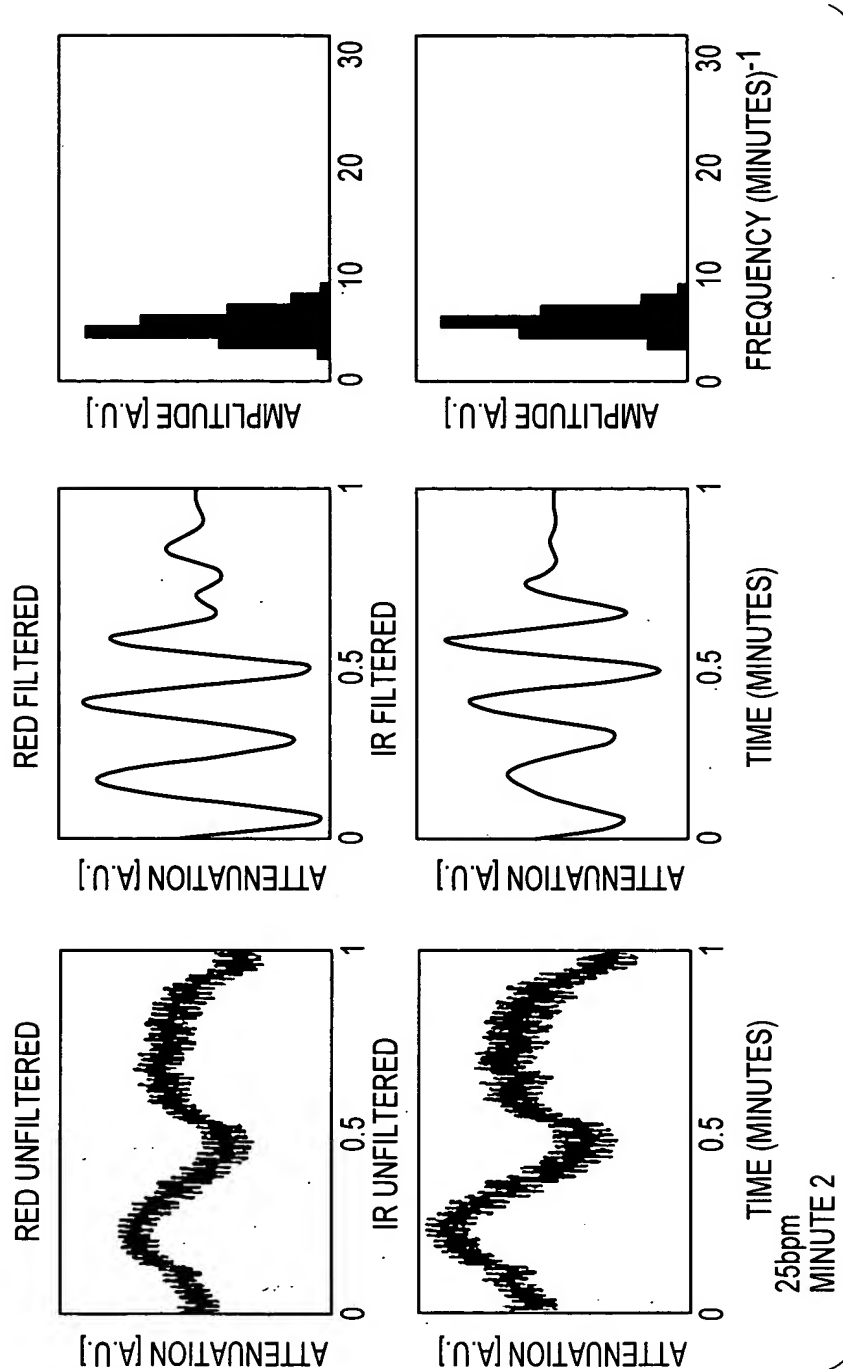 RED UNFILTERED
ATTENUATION [A.U.]
0 0.5 1
RED FILTERED
ATTENUATION [A.U.]
0 0.5 1
AMPLITUDE [A.U.]
0 10 20 30
IR UNFILTERED
ATTENUATION [A.U.]
0 0.5 1
TIME (MINUTES)
IR FILTERED
ATTENUATION [A.U.]
0 0.5 1
TIME (MINUTES)
AMPLITUDE [A.U.]
0 10 20 30
FREQUENCY (MINUTES)-1
25bpm
MINUTE 2